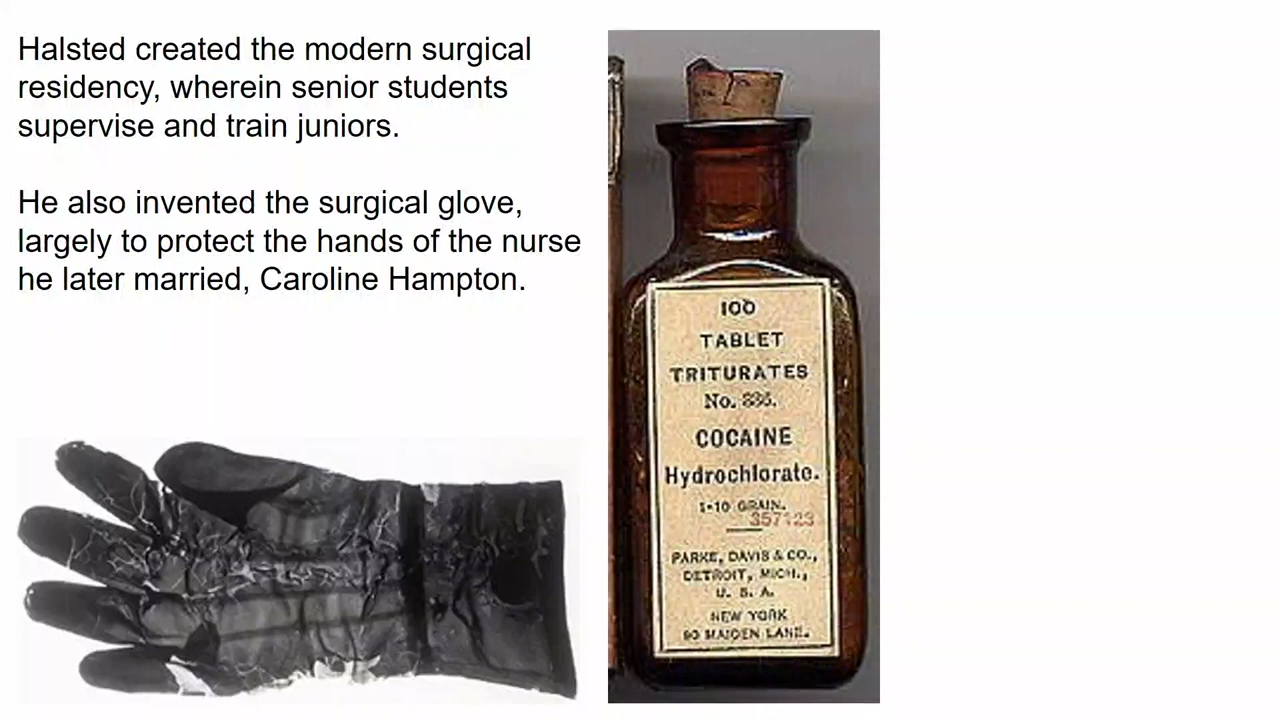 Halsted created the modern surgical
residency, wherein senior students
supervise and train juniors.
He also invented the surgical glove,
largely to protect the hands of the nurse
he later married, Caroline Hampton.
100
TABLET
TRITURATES
No.
COCAINE
Hydrochlorate.
1-10 GRAIN.
PARKE, DAVIS & CO.,
DETROIT, MICH.,
U. S. A.
NEW YORK
90 MAIDEN LANE.